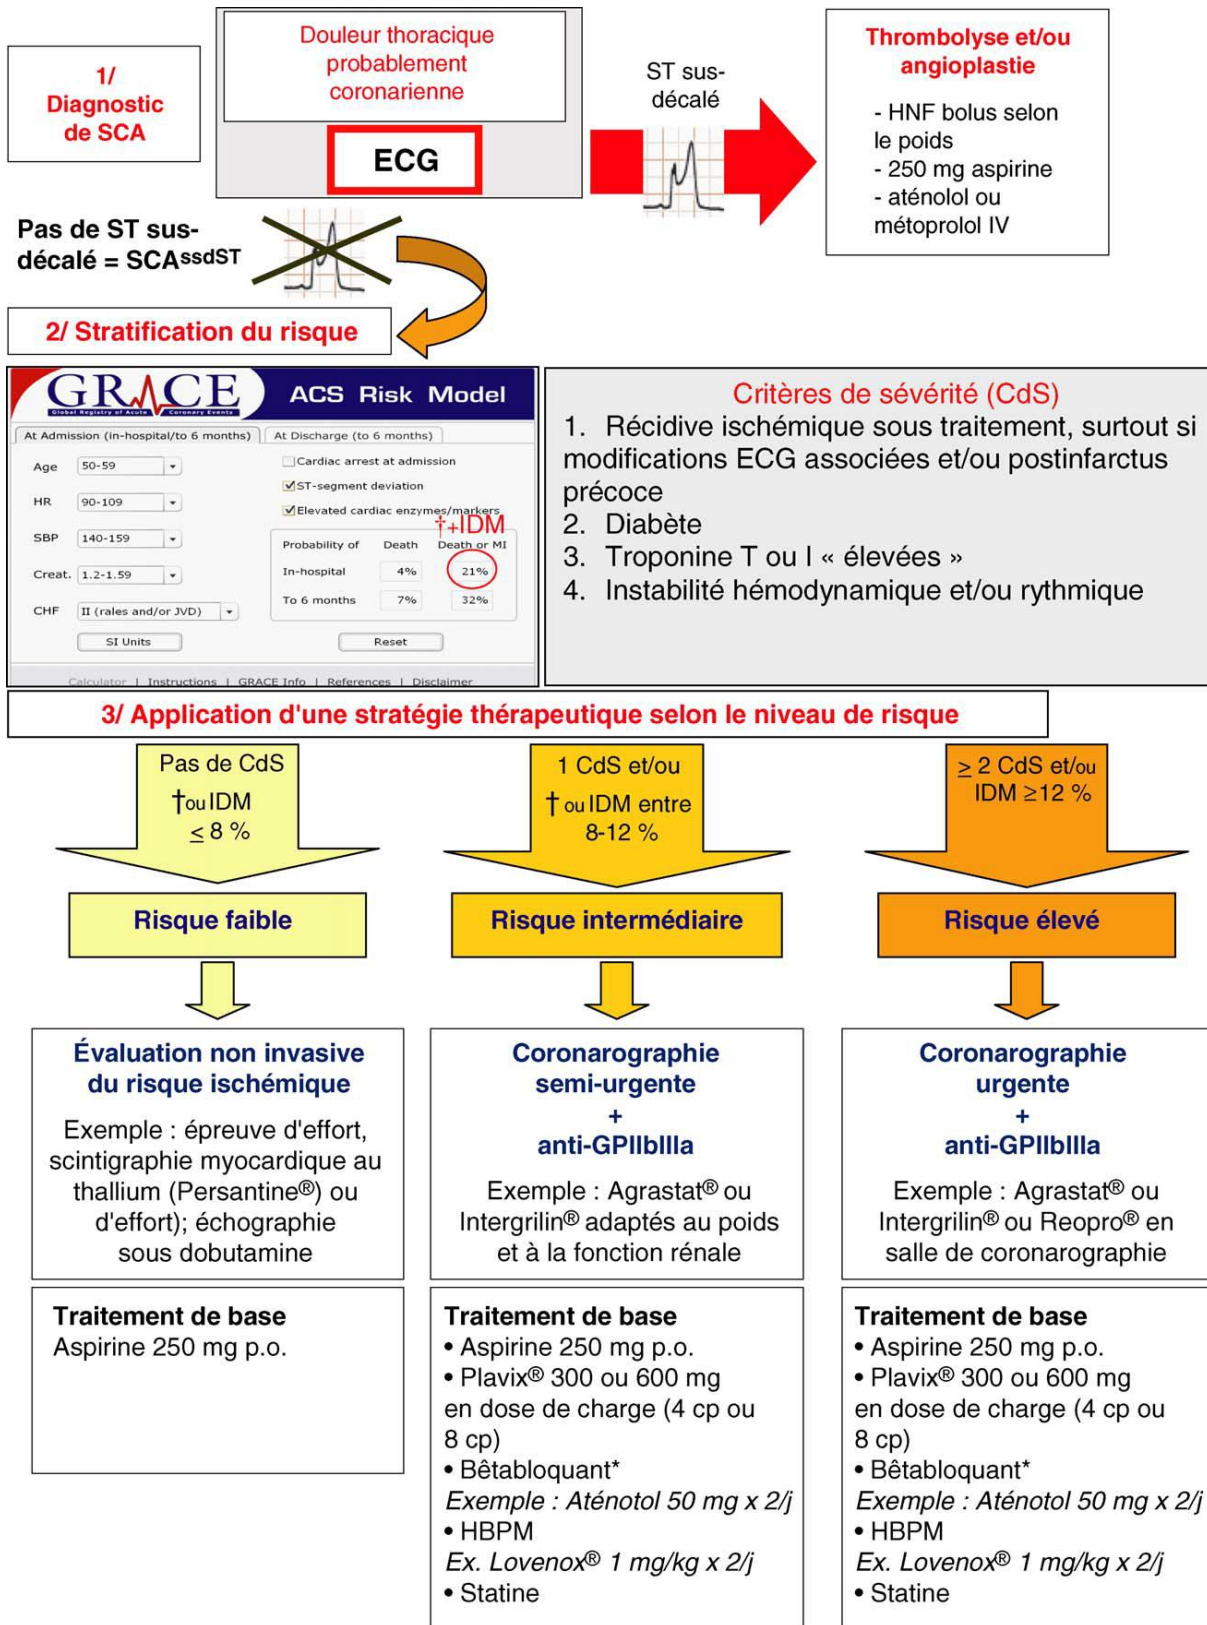 1/
Diagnostic
de SCA
Douleur thoracique
probablement
coronarienne
ECG
ST sus-
décalé
Thrombolyse et/ou
angioplastie
- HNF bolus selon
le poids
- 250 mg aspirine
- aténolol ou
métoprolol IV
Pas de ST sus-
décalé = SCAssdST
2/ Stratification du risque
GRACE
Global Registry of Acute Coronary Events
ACS Risk Model
At Admission (in-hospital/to 6 months)
At Discharge (to 6 months)
Age 50-59
HR 90-109
SBP 140-159
Creat. 1.2-1.59
CHF II (rales and/or JVD)
SI Units
Cardiac arrest at admission
ST-segment deviation
Elevated cardiac enzymes/markers
†+IDM
Probability of Death Death or MI
In-hospital 4% 21%
To 6 months 7% 32%
Reset
Calculator | Instructions | GRACE Info | References | Disclaimer
Critères de sévérité (CdS)
1. Récidive ischémique sous traitement, surtout si
modifications ECG associées et/ou postinfarctus
précoce
2. Diabète
3. Troponine T ou I « élevées »
4. Instabilité hémodynamique et/ou rythmique
3/ Application d'une stratégie thérapeutique selon le niveau de risque
Pas de CdS
† ou IDM
≤ 8 %
Risque faible
Évaluation non invasive
du risque ischémique
Exemple : épreuve d'effort,
scintigraphie myocardique au
thallium (Persantine®) ou
d'effort); échographie
sous dobutamine
Traitement de base
Aspirine 250 mg p.o.
1 CdS et/ou
† ou IDM entre
8-12 %
Risque intermédiaire
Coronarographie
semi-urgente
+
anti-GPIIbIIIa
Exemple : Agrastat® ou
Intergrilin® adaptés au poids
et à la fonction rénale
Traitement de base
• Aspirine 250 mg p.o.
• Plavix® 300 ou 600 mg
en dose de charge (4 cp ou
8 cp)
• Bêtabloquant*
Exemple : Aténotol 50 mg x 2/j
• HBPM
Ex. Lovenox® 1 mg/kg x 2/j
• Statine
≥ 2 CdS et/ou
IDM ≥12 %
Risque élevé
Coronarographie
urgente
+
anti-GPIIbIIIa
Exemple : Agrastat® ou
Intergrilin® ou Reopro® en
salle de coronarographie
Traitement de base
• Aspirine 250 mg p.o.
• Plavix® 300 ou 600 mg
en dose de charge (4 cp ou
8 cp)
• Bêtabloquant*
Exemple : Aténotol 50 mg x 2/j
• HBPM
Ex. Lovenox® 1 mg/kg x 2/j
• Statine